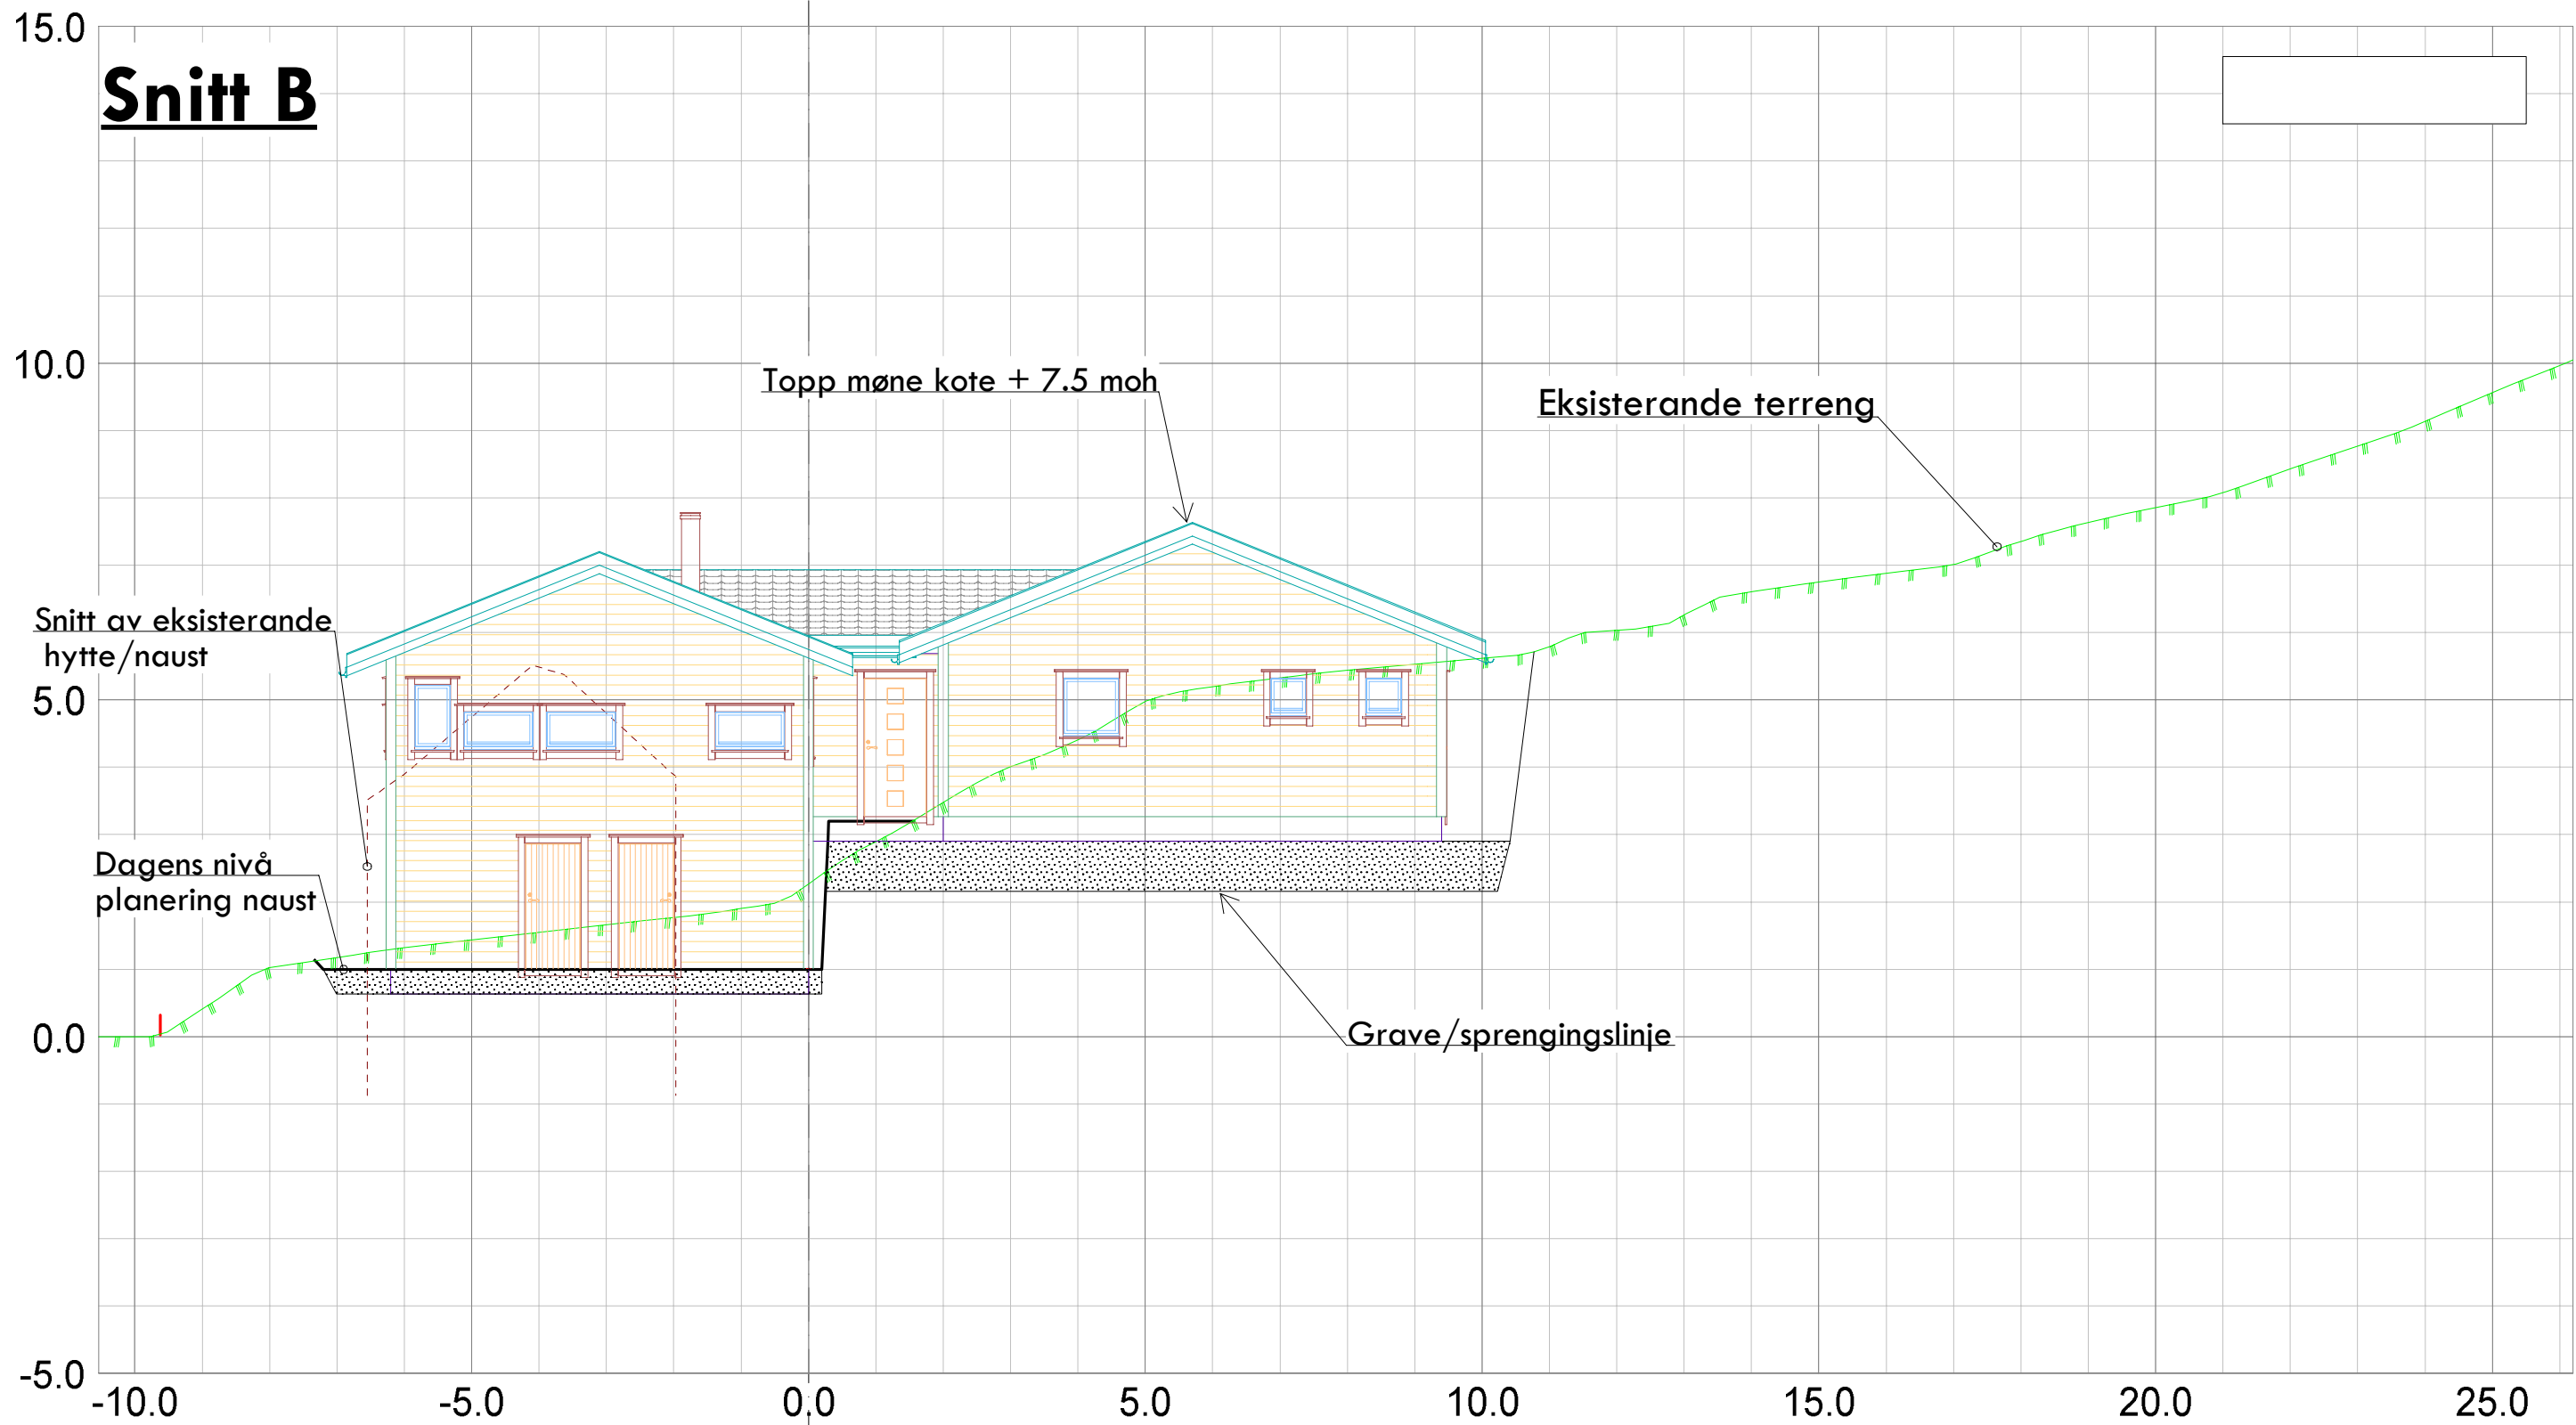 15.0
Snitt B
10.0
Topp møne kote + 7.5 moh
Eksisterande terreng
Snitt av eksisterande
hytte/naust
5.0
Dagens nivå
planering naust
0.0
Grave/sprengingslinje
-5.0
-10.0 -5.0 0.0 5.0 10.0 15.0 20.0 25.0